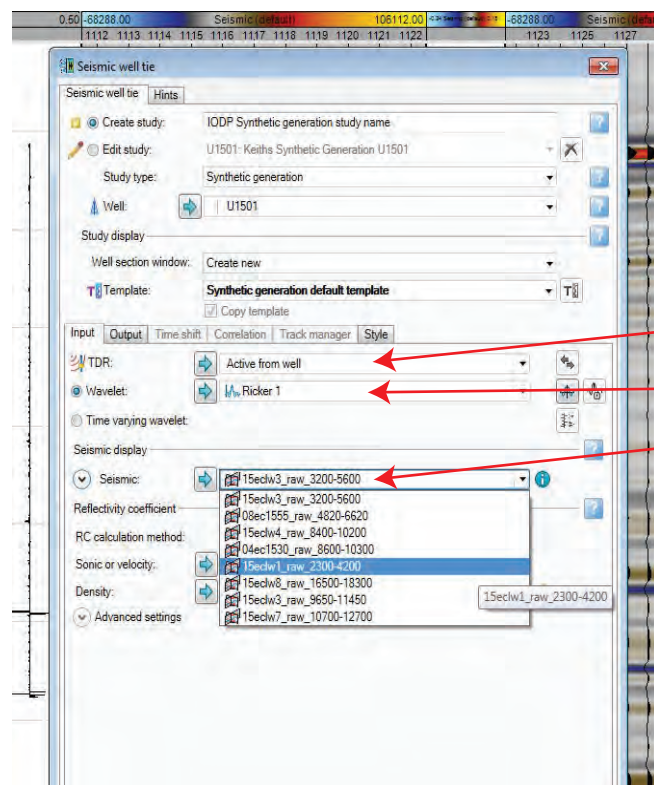 0.50 -68288.00 Seismic (default) 106112.00 -68288.00 Seismic (defau
1112 1113 1114 1115 1116 1117 1118 1119 1120 1121 1122 1123 1125 1127
Seismic well tie
Seismic well tie Hints
Create study: IODP Synthetic generation study name
Edit study: U1501: Keiths Synthetic Generation U1501
Study type: Synthetic generation
Well: U1501
Study display
Well section window: Create new
Template: Synthetic generation default template
Copy template
Input Output Time shift Correlation Track manager Style
TDR: Active from well
Wavelet: Ricker 1
Time varying wavelet:
Seismic display
Seismic: 15eclw3_raw_3200-5600
15eclw3_raw_3200-5600
Reflectivity coefficient 08ec1555_raw_4820-6620
RC calculation method: 15eclw4_raw_8400-10200
04ec1530_raw_8600-10300
Sonic or velocity: 15eclw1_raw_2300-4200
15eclw8_raw_16500-18300
Density: 15eclw3_raw_9650-11450 15eclw1_raw_2300-4200
Advanced settings 15eclw7_raw_10700-12700